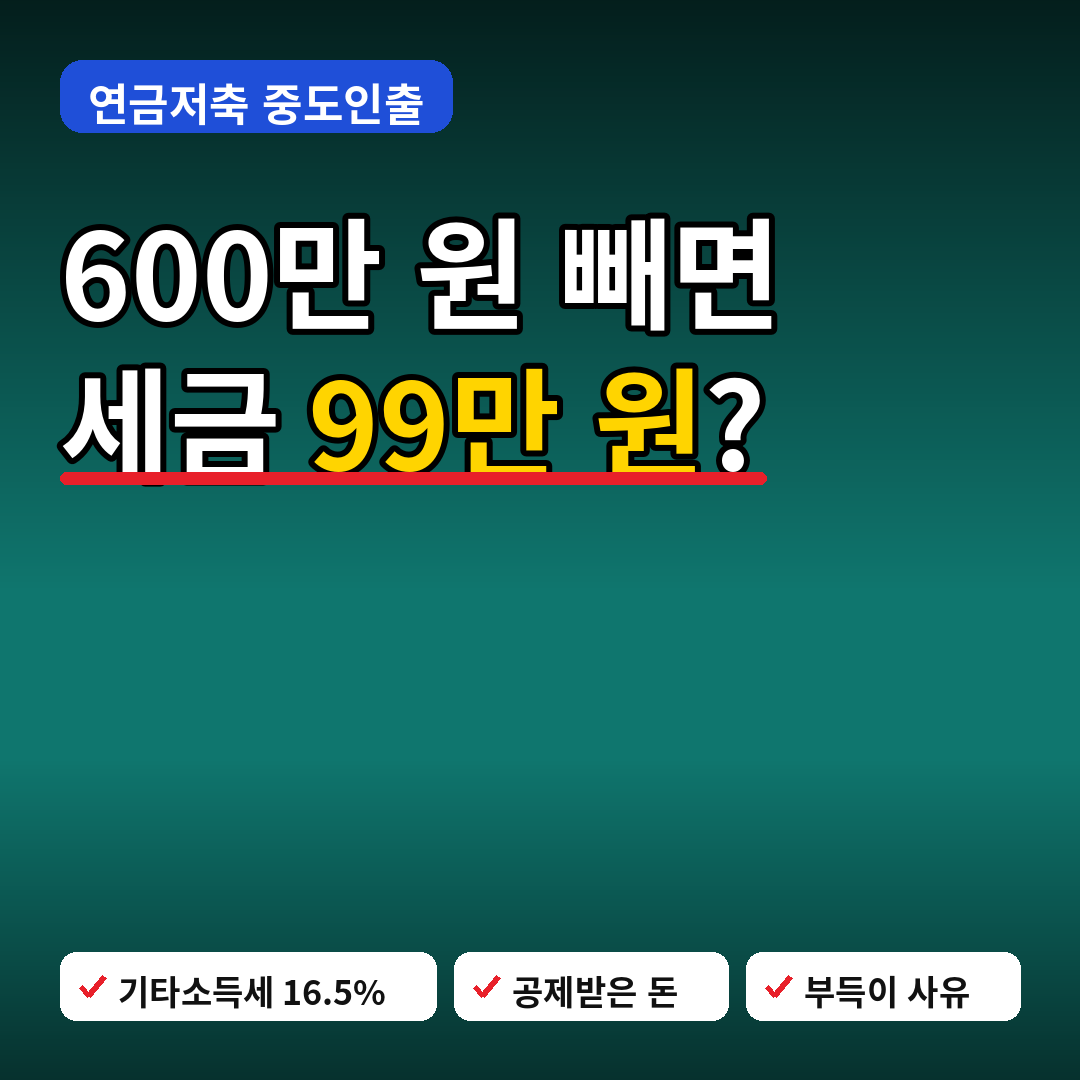 연금저축 중도인출
600만 원 빼면
세금 99만 원?
기타소득세 16.5%
공제받은 돈
부득이 사유